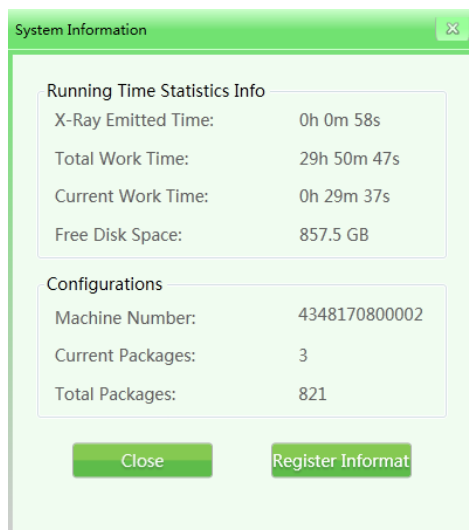 System Information
Running Time Statistics Info
X-Ray Emitted Time: 0h 0m 58s
Total Work Time: 29h 50m 47s
Current Work Time: 0h 29m 37s
Free Disk Space: 857.5 GB
Configurations
Machine Number: 4348170800002
Current Packages: 3
Total Packages: 821
Close Register Informat